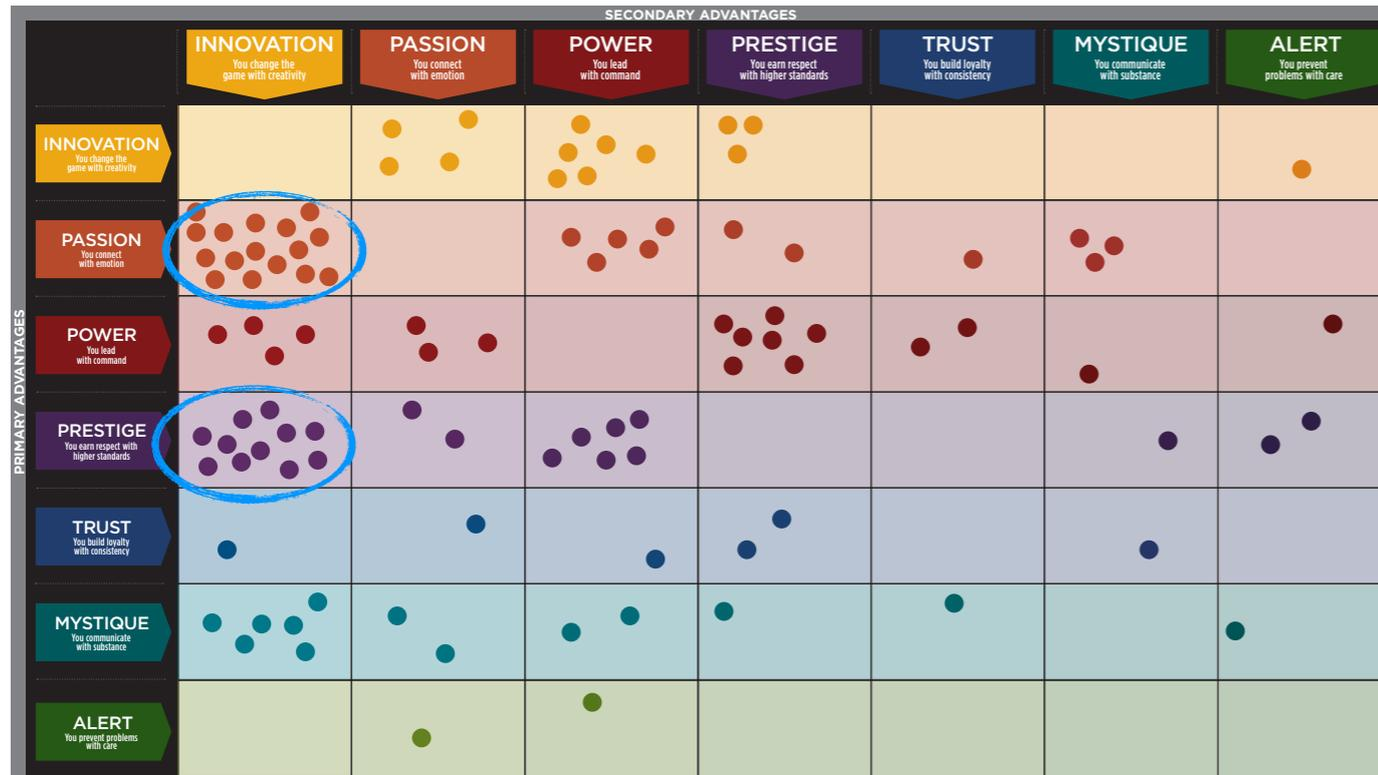 SECONDARY ADVANTAGES
INNOVATION
You change the
game with creativity
PASSION
You connect
with emotion
POWER
You lead
with command
PRESTIGE
You earn respect
with higher standards
TRUST
You build loyalty
with consistency
MYSTIQUE
You communicate
with substance
ALERT
You prevent
problems with care
PRIMARY ADVANTAGES
INNOVATION
You change the
game with creativity
PASSION
You connect
with emotion
POWER
You lead
with command
PRESTIGE
You earn respect with
higher standards
TRUST
You build loyalty
with consistency
MYSTIQUE
You communicate
with substance
ALERT
You prevent problems
with care